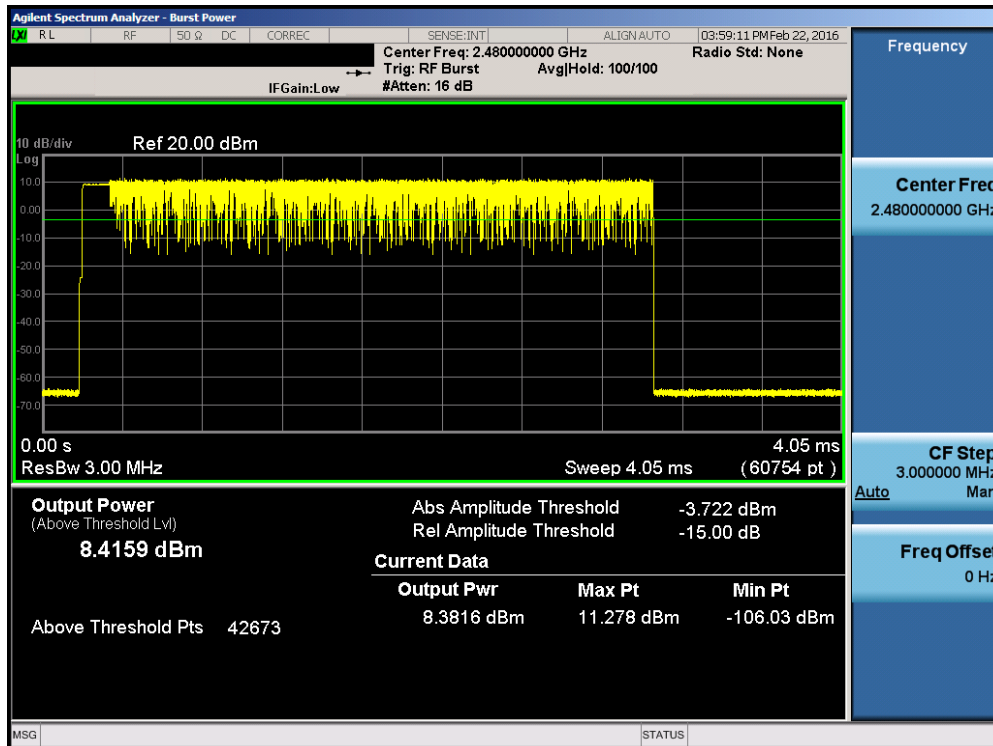 Agilent Spectrum Analyzer - Burst Power
LXI R L RF 50 Ω DC CORREC SENSE:INT ALIGN AUTO 03:59:11 PM Feb 22, 2016
Center Freq: 2.480000000 GHz Radio Std: None
Trig: RF Burst Avg|Hold: 100/100
IFGain:Low #Atten: 16 dB
10 dB/div Ref 20.00 dBm
Log
10.0
0.00
-10.0
-20.0
-30.0
-40.0
-50.0
-60.0
-70.0
0.00 s 4.05 ms
ResBw 3.00 MHz Sweep 4.05 ms (60754 pt)
Output Power
(Above Threshold Lvl)
8.4159 dBm
Above Threshold Pts 42673
Abs Amplitude Threshold -3.722 dBm
Rel Amplitude Threshold -15.00 dB
Current Data
Output Pwr Max Pt Min Pt
8.3816 dBm 11.278 dBm -106.03 dBm
Frequency
Center Freq
2.480000000 GHz
CF Step
3.000000 MHz
Auto Man
Freq Offset
0 Hz
MSG STATUS